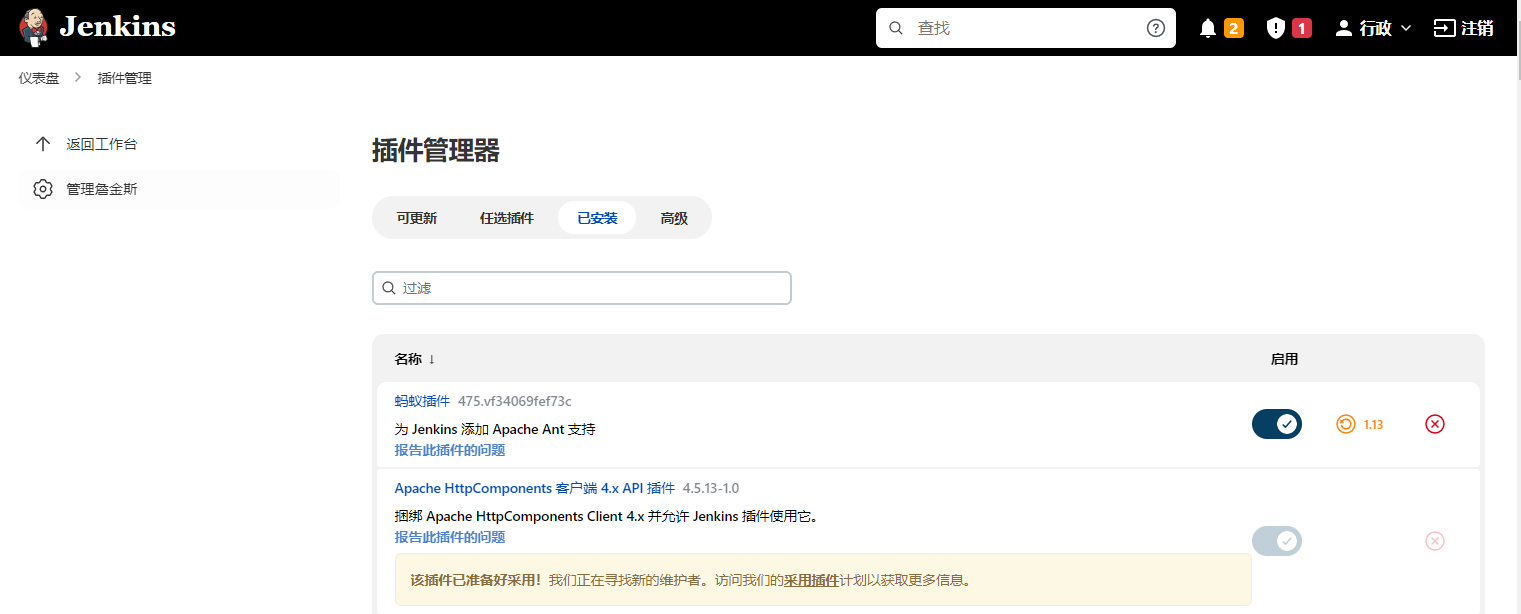 Jenkins
查找
2
1
行政
注销
仪表盘 > 插件管理
返回工作台
管理詹金斯
插件管理器
可更新 任选插件 已安装 高级
过滤
名称 ↓ 启用
蚂蚁插件 475.vf34069fef73c
为 Jenkins 添加 Apache Ant 支持
报告此插件的问题
1.13
Apache HttpComponents 客户端 4.x API 插件 4.5.13-1.0
捆绑 Apache HttpComponents Client 4.x 并允许 Jenkins 插件使用它。
报告此插件的问题
该插件已准备好采用！我们正在寻找新的维护者。访问我们的采用插件计划以获取更多信息。